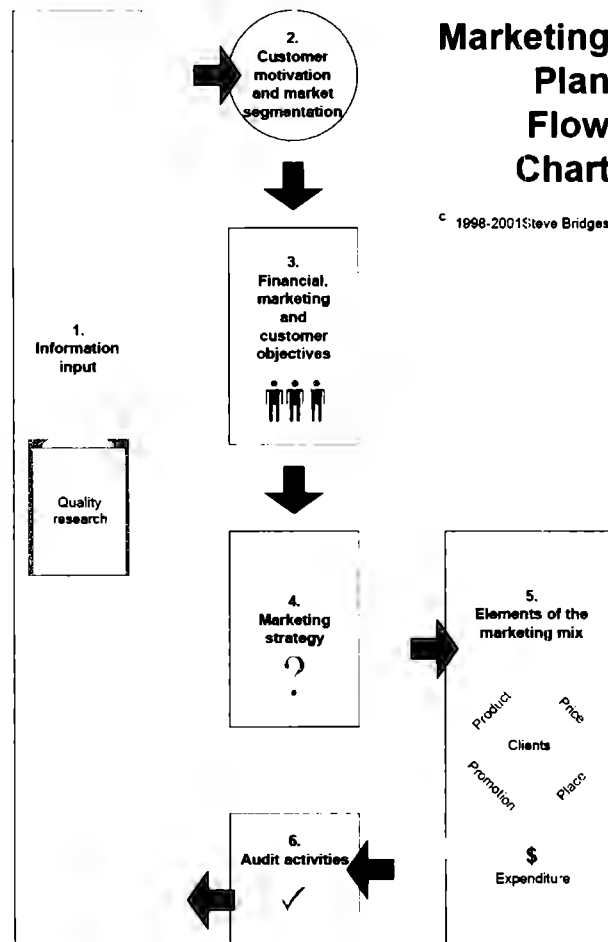 Marketing
Plan
Flow
Chart
c 1998-2001 Steve Bridges
1.
Information
input
Quality
research
2.
Customer
motivation
and market
segmentation
3.
Financial,
marketing
and
customer
objectives
4.
Marketing
strategy
?
5.
Elements of the
marketing mix
Product
Price
Clients
Promotion
Place
$
Expenditure
6.
Audit activities